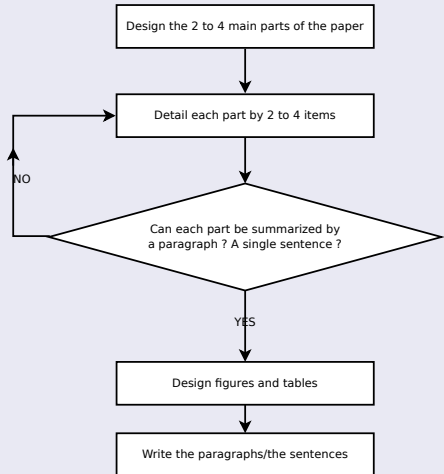 Design the 2 to 4 main parts of the paper
Detail each part by 2 to 4 items
NO
Can each part be summarized by
a paragraph ? A single sentence ?
YES
Design figures and tables
Write the paragraphs/the sentences